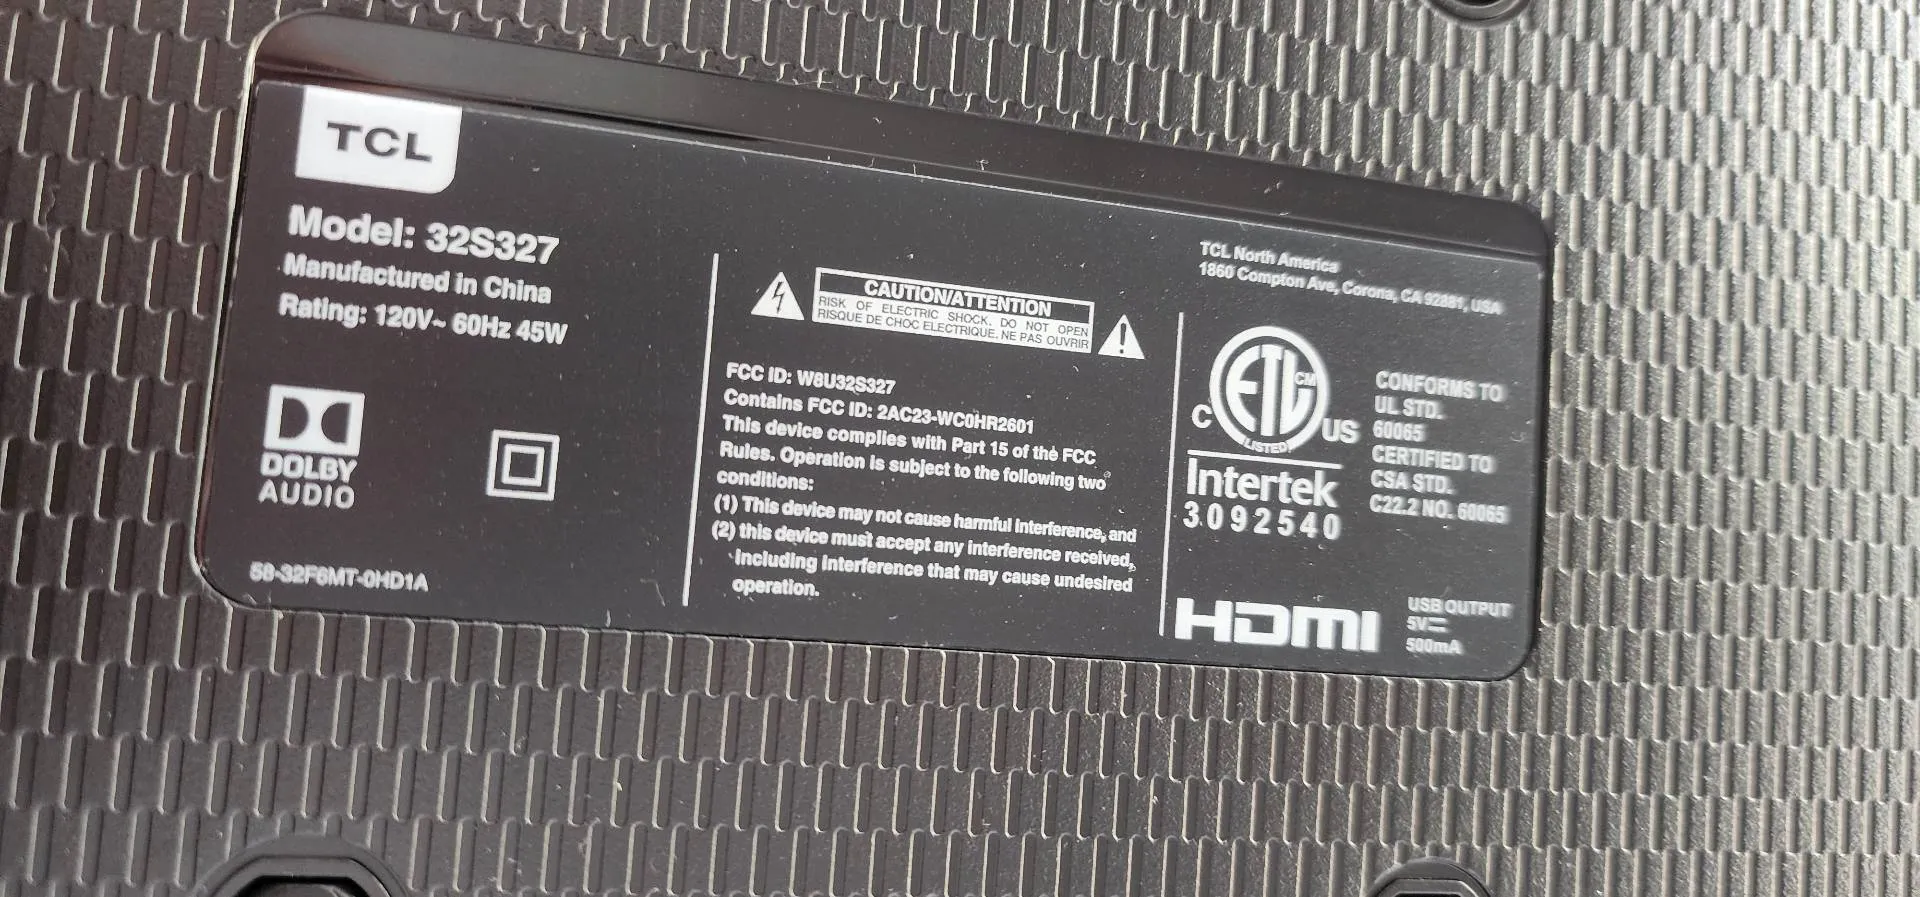 TCL
Model: 32S327
Manufactured in China
Rating: 120V~ 60Hz 45W
DOLBY
AUDIO
58-32F6MT-0HD1A
CAUTION/ATTENTION
RISK OF ELECTRIC SHOCK. DO NOT OPEN
RISQUE DE CHOC ELECTRIQUE. NE PAS OUVRIR
FCC ID: W8U32S327
Contains FCC ID: 2AC23-WC0HR2601
This device complies with Part 15 of the FCC
Rules. Operation is subject to the following two
conditions:
(1) This device may not cause harmful interference, and
(2) this device must accept any interference received,
including interference that may cause undesired
operation.
TCL North America
1860 Compton Ave, Corona, CA 92881, USA
ETL CM
C US
LISTED
Intertek
3092540
CONFORMS TO
UL STD.
60065
CERTIFIED TO
CSA STD.
C22.2 NO. 60065
HDMI
USB OUTPUT
5V⎓
500mA